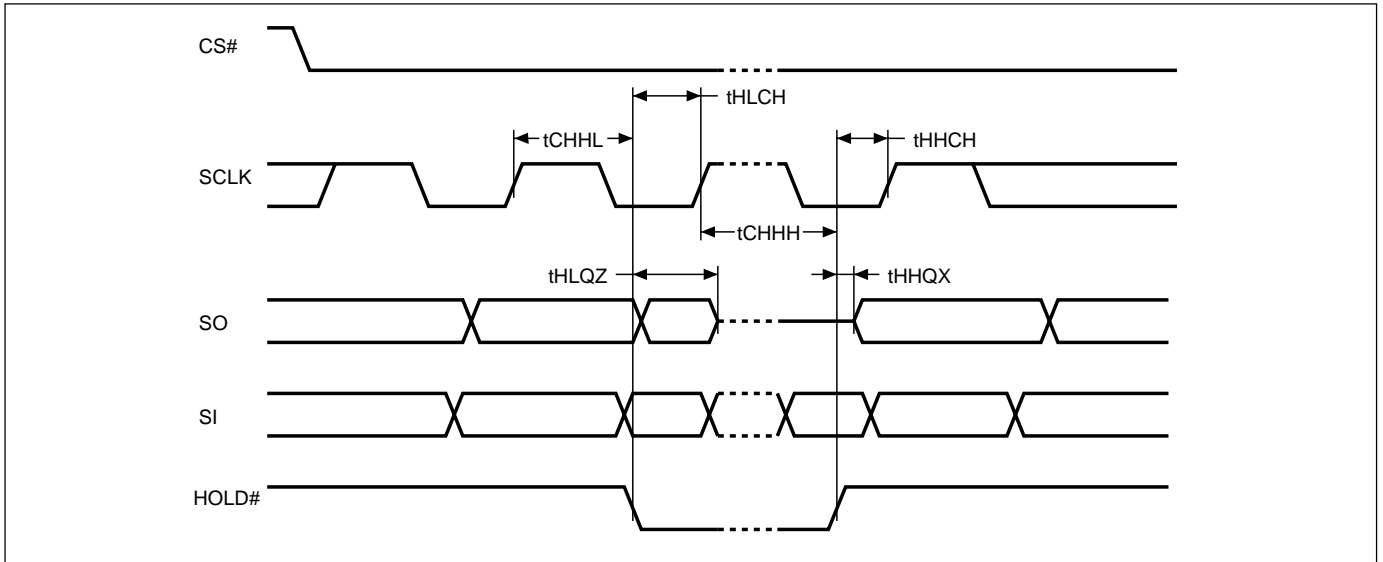 CS#
tHLCH
tCHHL
tHHCH
SCLK
tCHHH
tHLQZ
tHHQX
SO
SI
HOLD#